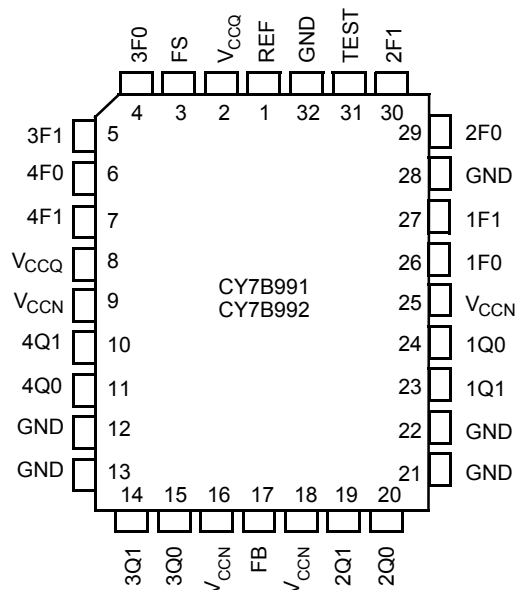 3F0 FS VCCQ REF GND TEST 2F1
4 3 2 1 32 31 30
3F1 5 29 2F0
4F0 6 28 GND
4F1 7 27 1F1
VCCQ 8 26 1F0
CY7B991
CY7B992
VCCN 9 25 VCCN
4Q1 10 24 1Q0
4Q0 11 23 1Q1
GND 12 22 GND
GND 13 21 GND
14 15 16 17 18 19 20
3Q1 3Q0 VCCN FB VCCN 2Q1 2Q0